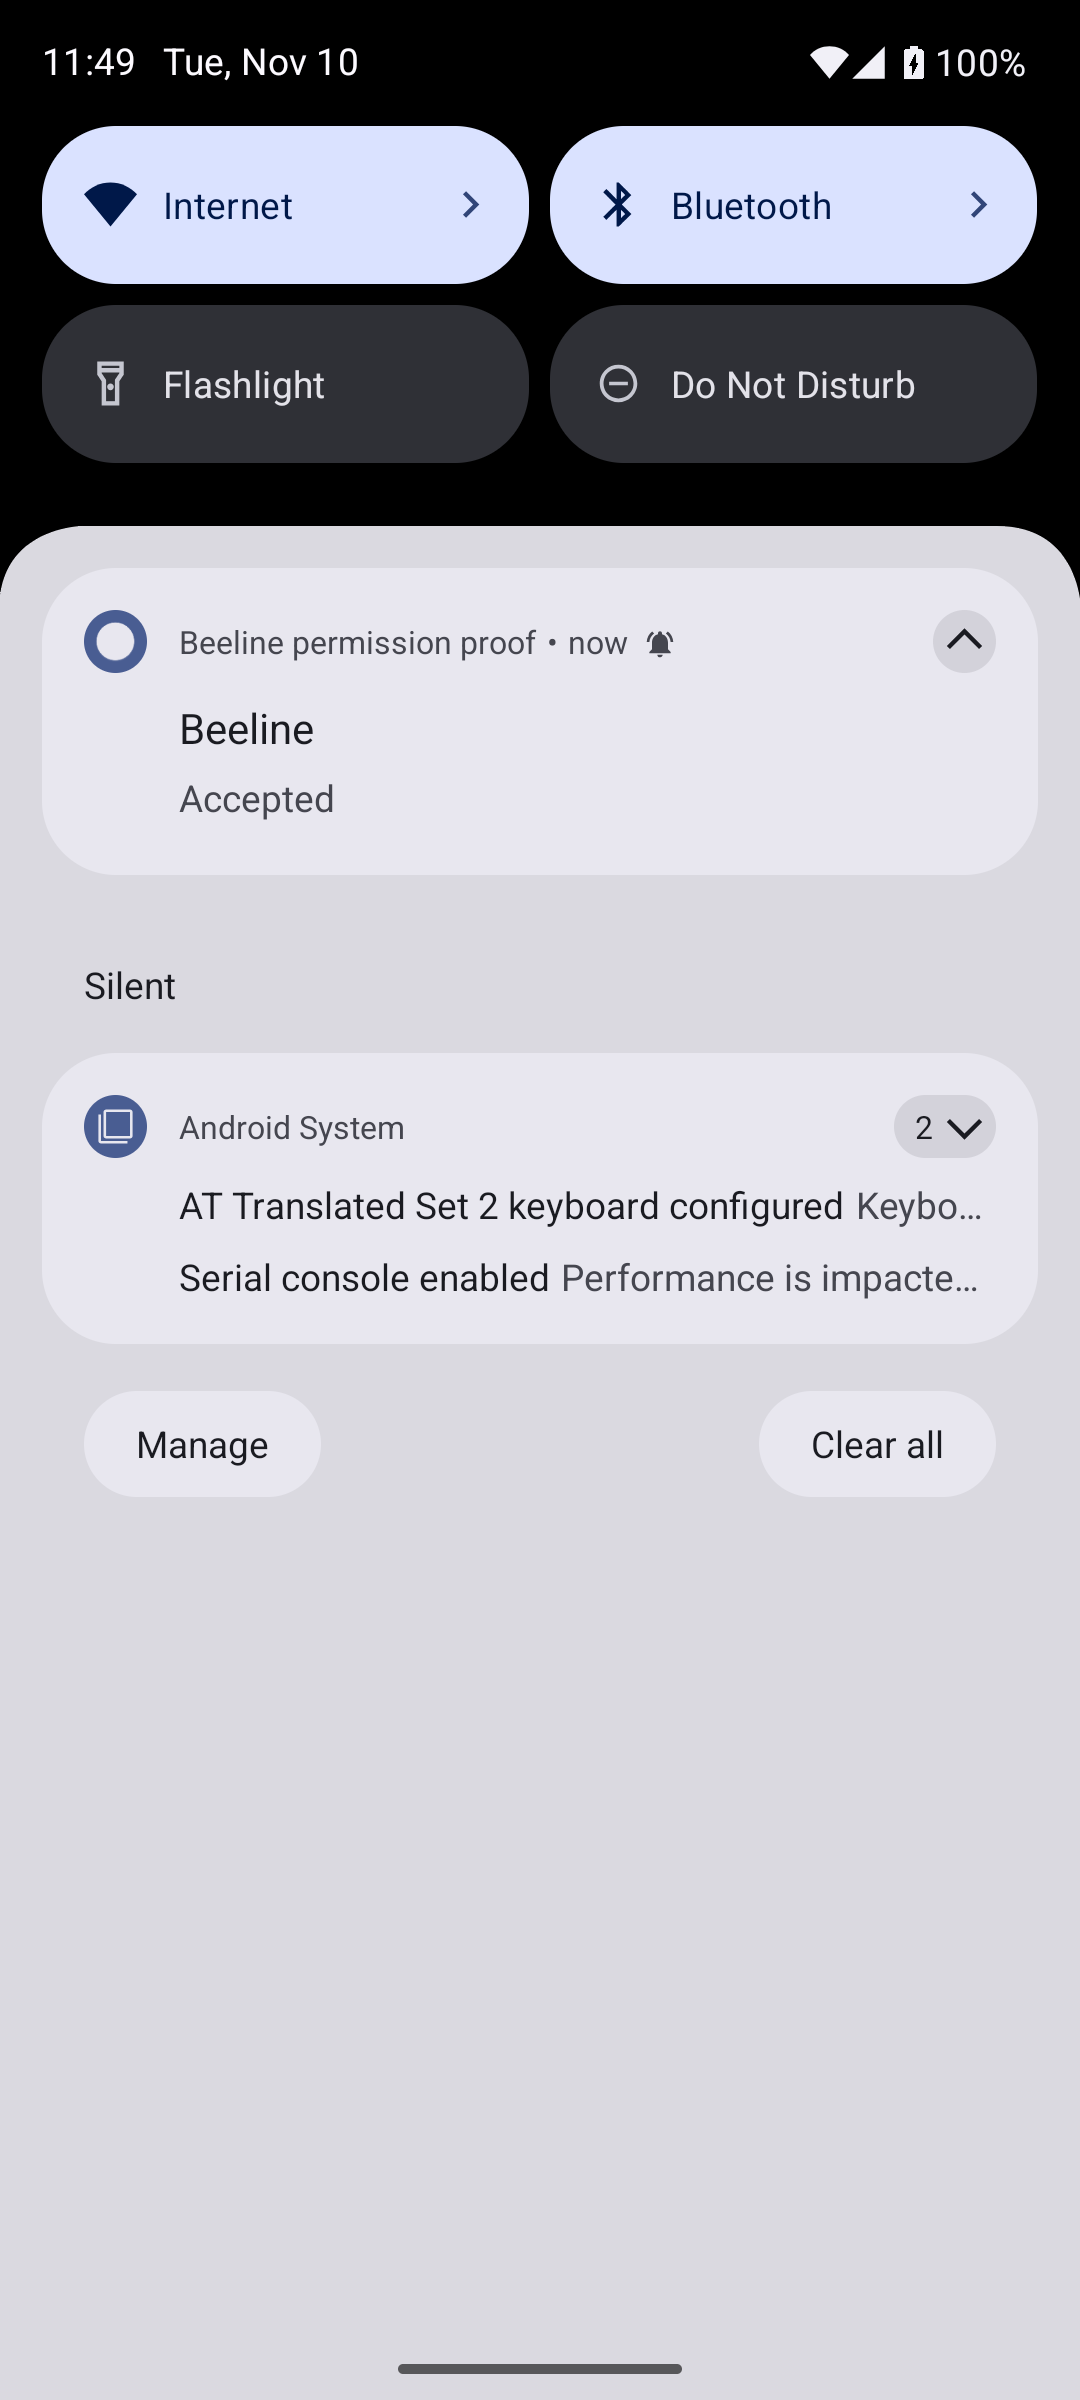 11:49 Tue, Nov 10 100%
Internet
Bluetooth
Flashlight
Do Not Disturb
Beeline permission proof • now
Beeline
Accepted
Silent
Android System 2
AT Translated Set 2 keyboard configured Keybo…
Serial console enabled Performance is impacte…
Manage
Clear all